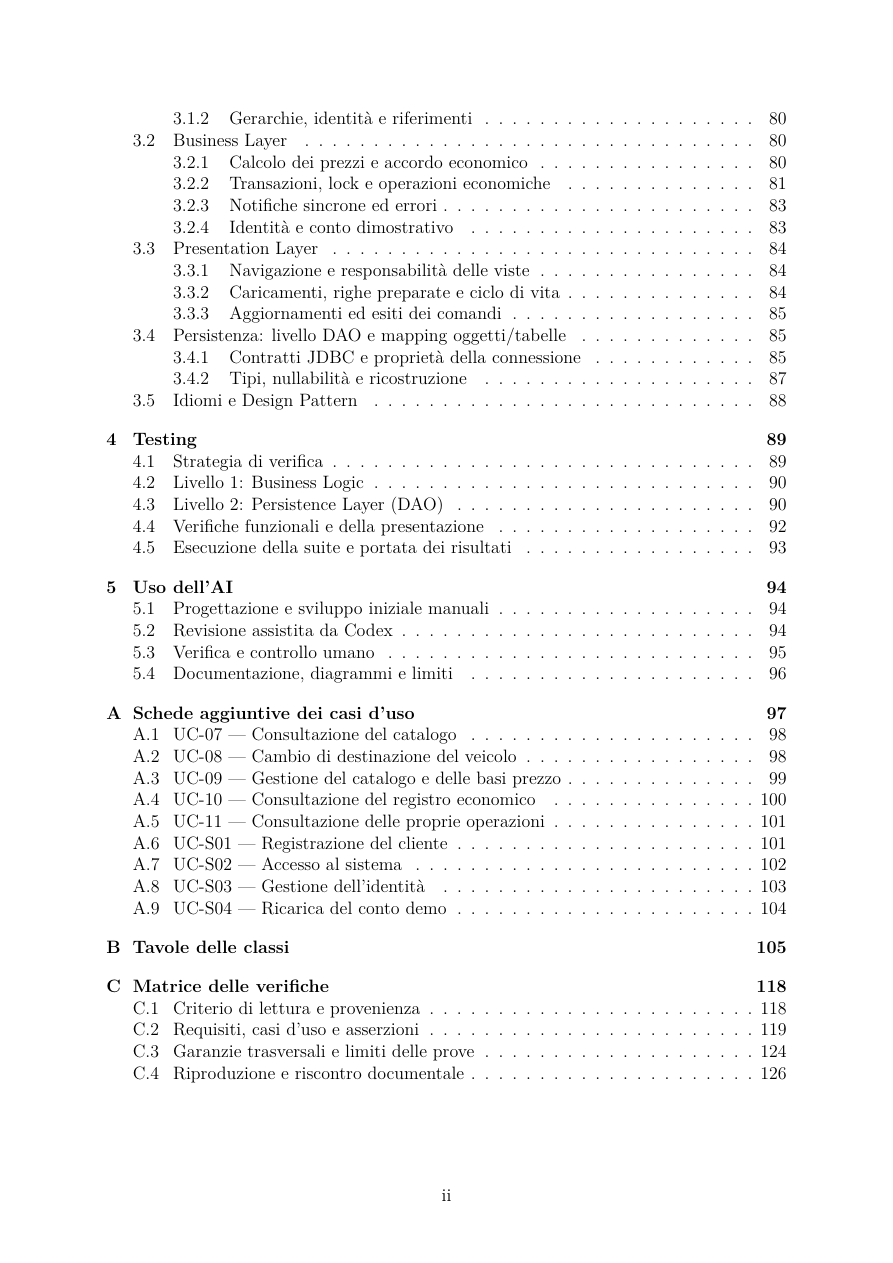 3.1.2 Gerarchie, identità e riferimenti . . . . . . . . . . . . . . . . . . . . 80
3.2 Business Layer . . . . . . . . . . . . . . . . . . . . . . . . . . . . . . . . . 80
3.2.1 Calcolo dei prezzi e accordo economico . . . . . . . . . . . . . . . . 80
3.2.2 Transazioni, lock e operazioni economiche . . . . . . . . . . . . . . 81
3.2.3 Notifiche sincrone ed errori . . . . . . . . . . . . . . . . . . . . . . . 83
3.2.4 Identità e conto dimostrativo . . . . . . . . . . . . . . . . . . . . . 83
3.3 Presentation Layer . . . . . . . . . . . . . . . . . . . . . . . . . . . . . . . 84
3.3.1 Navigazione e responsabilità delle viste . . . . . . . . . . . . . . . . 84
3.3.2 Caricamenti, righe preparate e ciclo di vita . . . . . . . . . . . . . . 84
3.3.3 Aggiornamenti ed esiti dei comandi . . . . . . . . . . . . . . . . . . 85
3.4 Persistenza: livello DAO e mapping oggetti/tabelle . . . . . . . . . . . . . 85
3.4.1 Contratti JDBC e proprietà della connessione . . . . . . . . . . . . 85
3.4.2 Tipi, nullabilità e ricostruzione . . . . . . . . . . . . . . . . . . . . 87
3.5 Idiomi e Design Pattern . . . . . . . . . . . . . . . . . . . . . . . . . . . . 88
4 Testing 89
4.1 Strategia di verifica . . . . . . . . . . . . . . . . . . . . . . . . . . . . . . . 89
4.2 Livello 1: Business Logic . . . . . . . . . . . . . . . . . . . . . . . . . . . . 90
4.3 Livello 2: Persistence Layer (DAO) . . . . . . . . . . . . . . . . . . . . . . 90
4.4 Verifiche funzionali e della presentazione . . . . . . . . . . . . . . . . . . . 92
4.5 Esecuzione della suite e portata dei risultati . . . . . . . . . . . . . . . . . 93
5 Uso dell’AI 94
5.1 Progettazione e sviluppo iniziale manuali . . . . . . . . . . . . . . . . . . . 94
5.2 Revisione assistita da Codex . . . . . . . . . . . . . . . . . . . . . . . . . . 94
5.3 Verifica e controllo umano . . . . . . . . . . . . . . . . . . . . . . . . . . . 95
5.4 Documentazione, diagrammi e limiti . . . . . . . . . . . . . . . . . . . . . 96
A Schede aggiuntive dei casi d’uso 97
A.1 UC-07 — Consultazione del catalogo . . . . . . . . . . . . . . . . . . . . . 98
A.2 UC-08 — Cambio di destinazione del veicolo . . . . . . . . . . . . . . . . . 98
A.3 UC-09 — Gestione del catalogo e delle basi prezzo . . . . . . . . . . . . . . 99
A.4 UC-10 — Consultazione del registro economico . . . . . . . . . . . . . . . 100
A.5 UC-11 — Consultazione delle proprie operazioni . . . . . . . . . . . . . . . 101
A.6 UC-S01 — Registrazione del cliente . . . . . . . . . . . . . . . . . . . . . . 101
A.7 UC-S02 — Accesso al sistema . . . . . . . . . . . . . . . . . . . . . . . . . 102
A.8 UC-S03 — Gestione dell’identità . . . . . . . . . . . . . . . . . . . . . . . 103
A.9 UC-S04 — Ricarica del conto demo . . . . . . . . . . . . . . . . . . . . . . 104
B Tavole delle classi 105
C Matrice delle verifiche 118
C.1 Criterio di lettura e provenienza . . . . . . . . . . . . . . . . . . . . . . . . 118
C.2 Requisiti, casi d’uso e asserzioni . . . . . . . . . . . . . . . . . . . . . . . . 119
C.3 Garanzie trasversali e limiti delle prove . . . . . . . . . . . . . . . . . . . . 124
C.4 Riproduzione e riscontro documentale . . . . . . . . . . . . . . . . . . . . . 126
ii